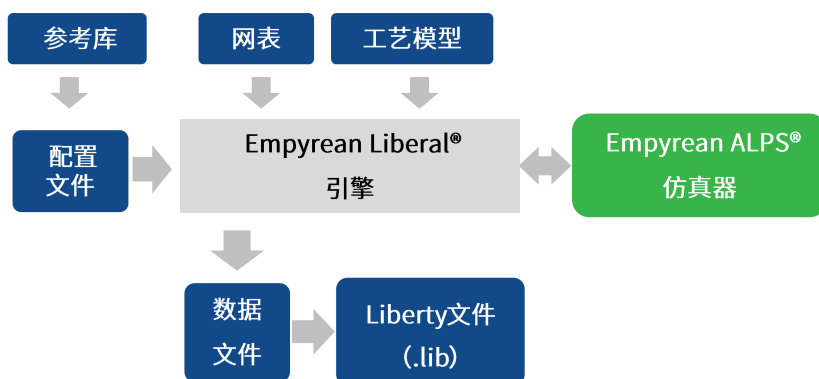 参考库
网表
工艺模型
配置
文件
Empyrean Liberal®
引擎
Empyrean ALPS®
仿真器
数据
文件
Liberty文件
（.lib）